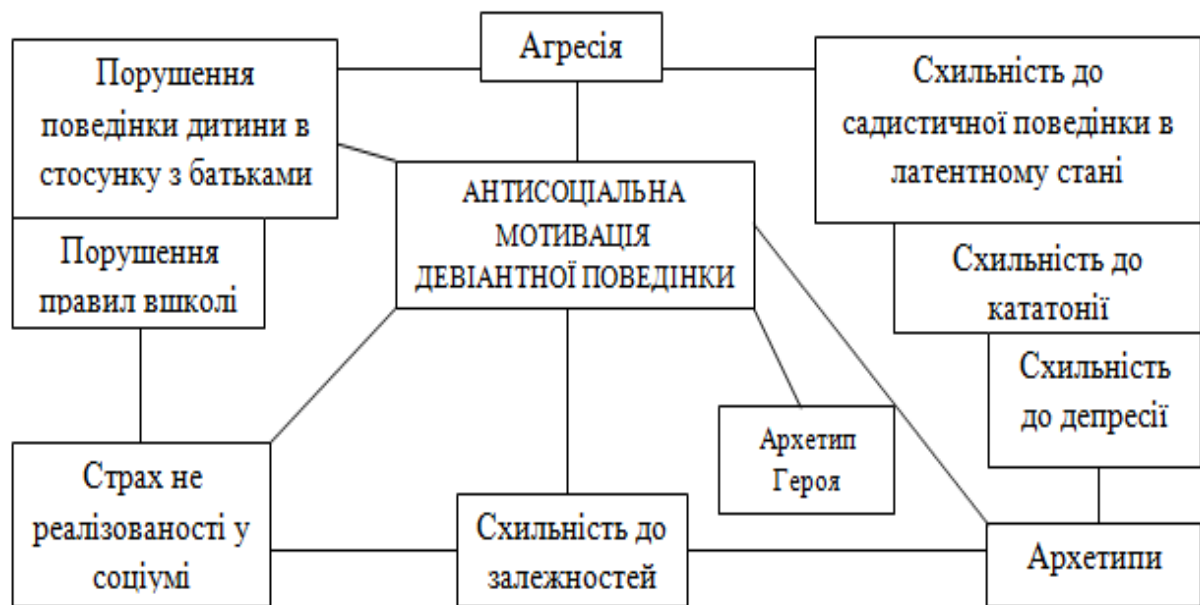 Агресія
Порушення
поведінки дитини в
стосунку з батьками
Схильність до
садистичної поведінки в
латентному стані
АНТИСОЦІАЛЬНА
МОТИВАЦІЯ
ДЕВІАНТНОЇ ПОВЕДІНКИ
Порушення
правил вшколі
Схильність до
кататонії
Схильність
до депресії
Архетип
Героя
Страх не
реалізованості у
соціумі
Схильність до
залежностей
Архетипи